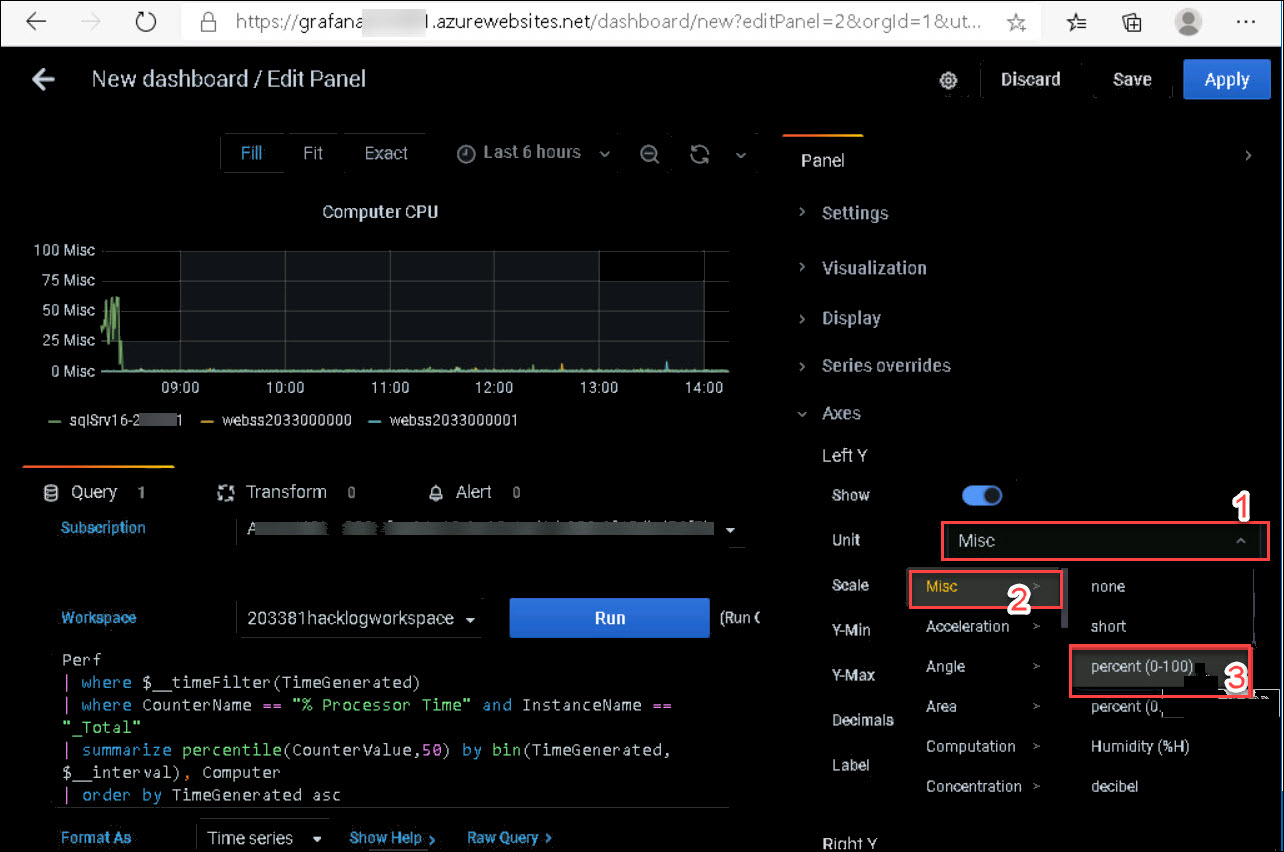 https://grafana 1.azurewebsites.net/dashboard/new?editPanel=2&orgId=1&ut...
New dashboard / Edit Panel
Discard
Save
Apply
Fill
Fit
Exact
Last 6 hours
Panel
Computer CPU
100 Misc
75 Misc
50 Misc
25 Misc
0 Misc
09:00
10:00
11:00
12:00
13:00
14:00
sqlSrv16-2 1
webss2033000000
webss2033000001
Query 1
Transform 0
Alert 0
Subscription
A
Workspace
203381hacklogworkspace
Run
(Run
Perf
| where $__timeFilter(TimeGenerated)
| where CounterName == "% Processor Time" and InstanceName ==
"_Total"
| summarize percentile(CounterValue,50) by bin(TimeGenerated,
$__interval), Computer
| order by TimeGenerated asc
Format As
Time series
Show Help >
Raw Query >
Settings
Visualization
Display
Series overrides
Axes
Left Y
Show
Unit
Misc
1
Scale
Y-Min
Y-Max
Decimals
Label
Right Y
Misc >
2
Acceleration >
Angle >
Area >
Computation >
Concentration >
none
short
percent (0-100)
3
percent (0.
Humidity (%H)
decibel